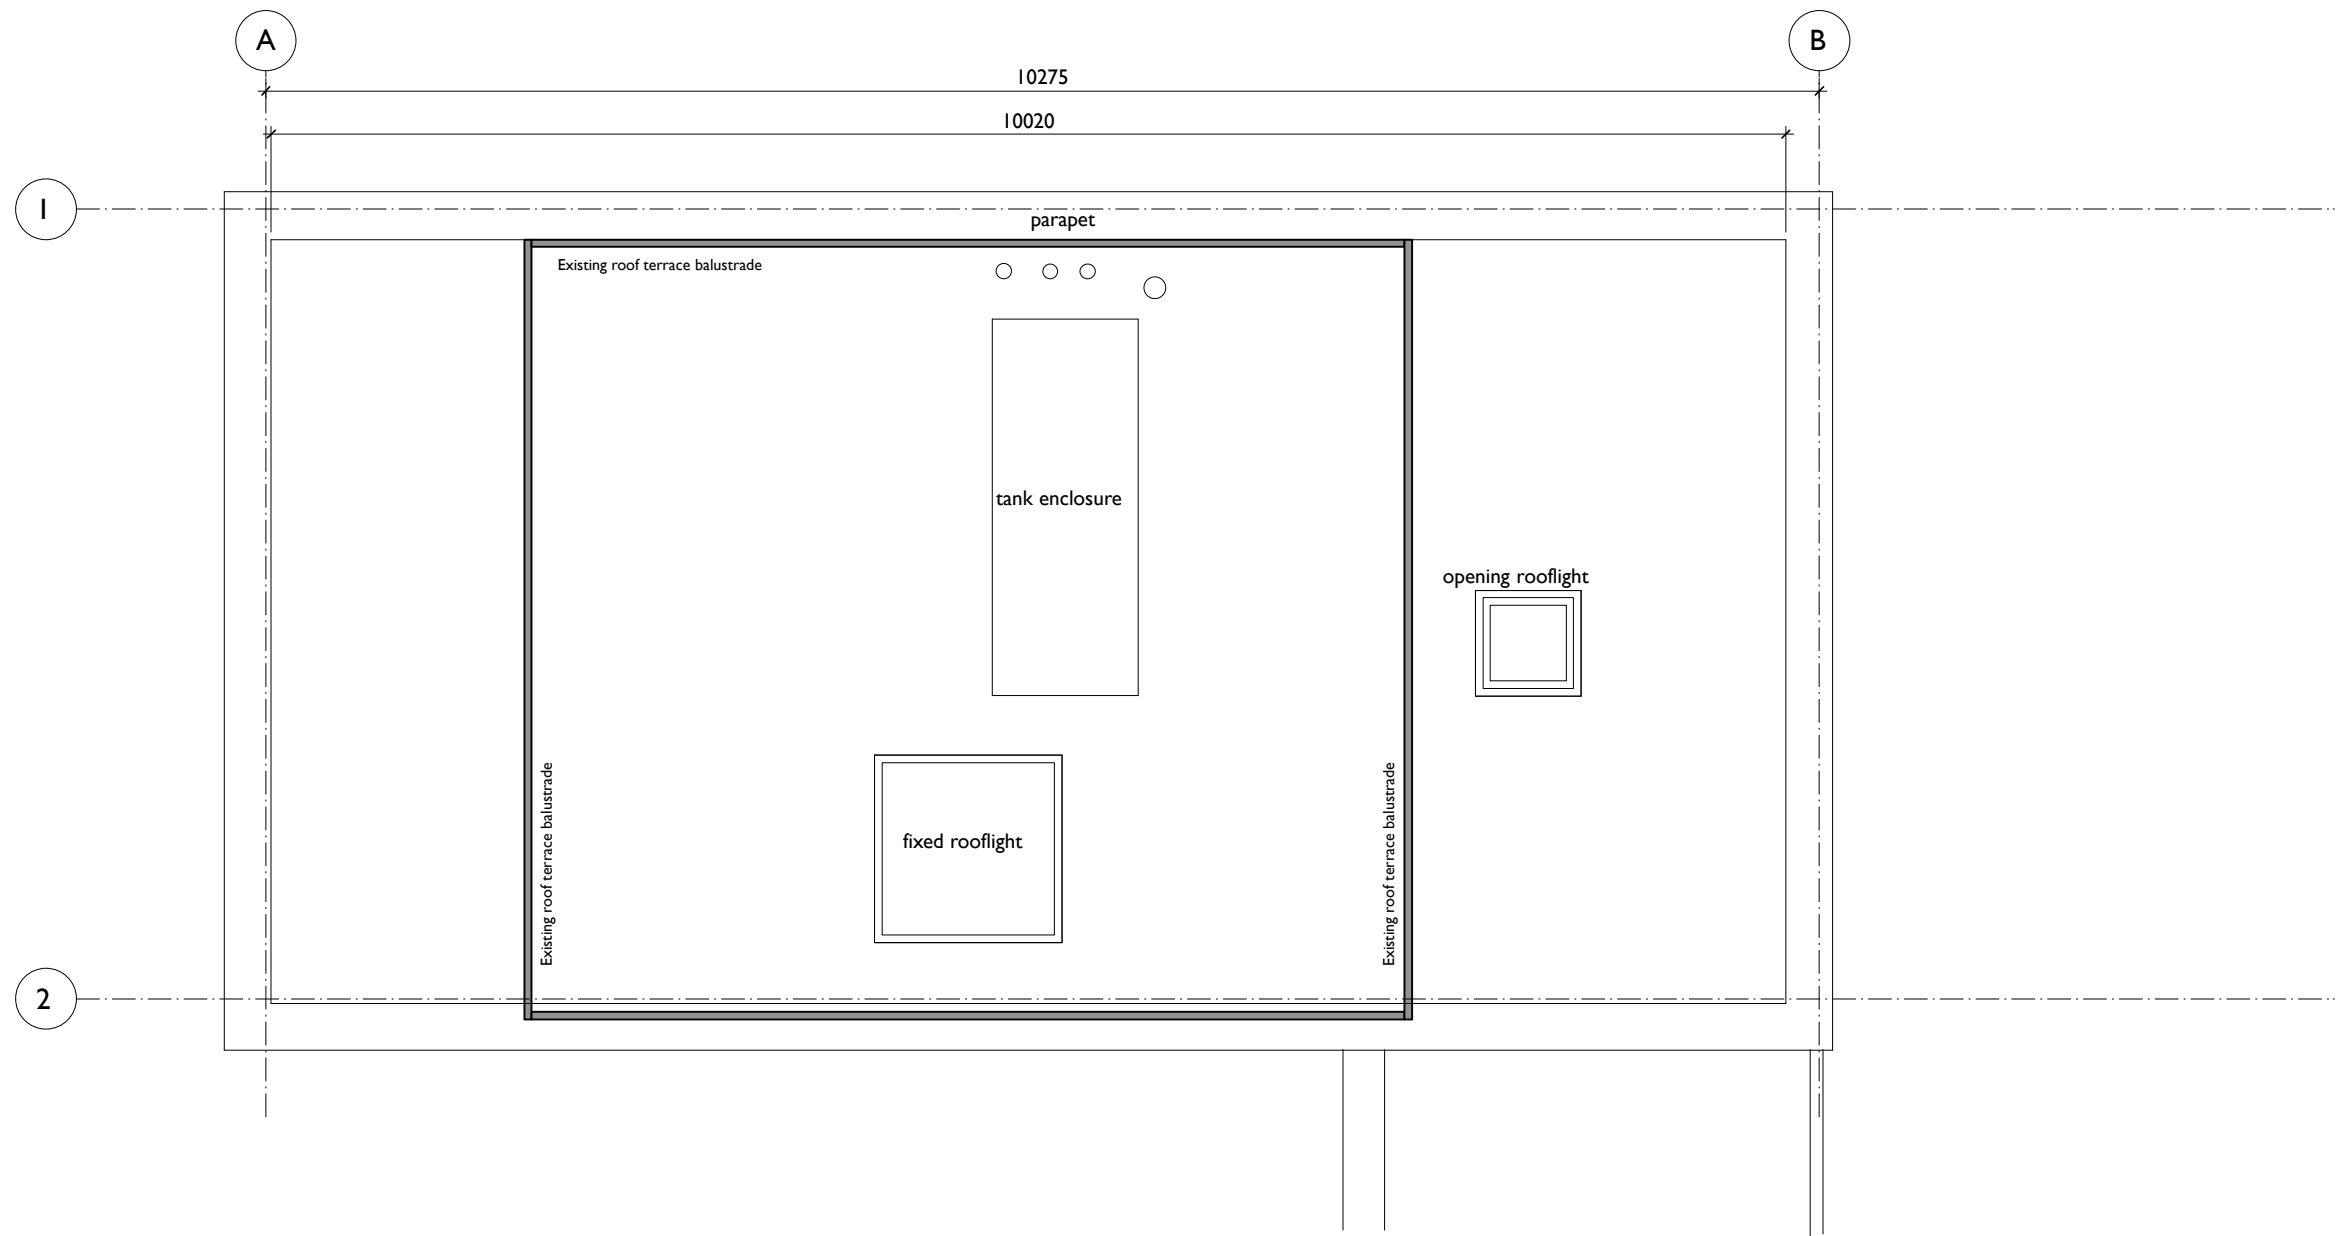 A
B
10275
10020
1
parapet
Existing roof terrace balustrade
tank enclosure
opening rooflight
Existing roof terrace balustrade
fixed rooflight
Existing roof terrace balustrade
2